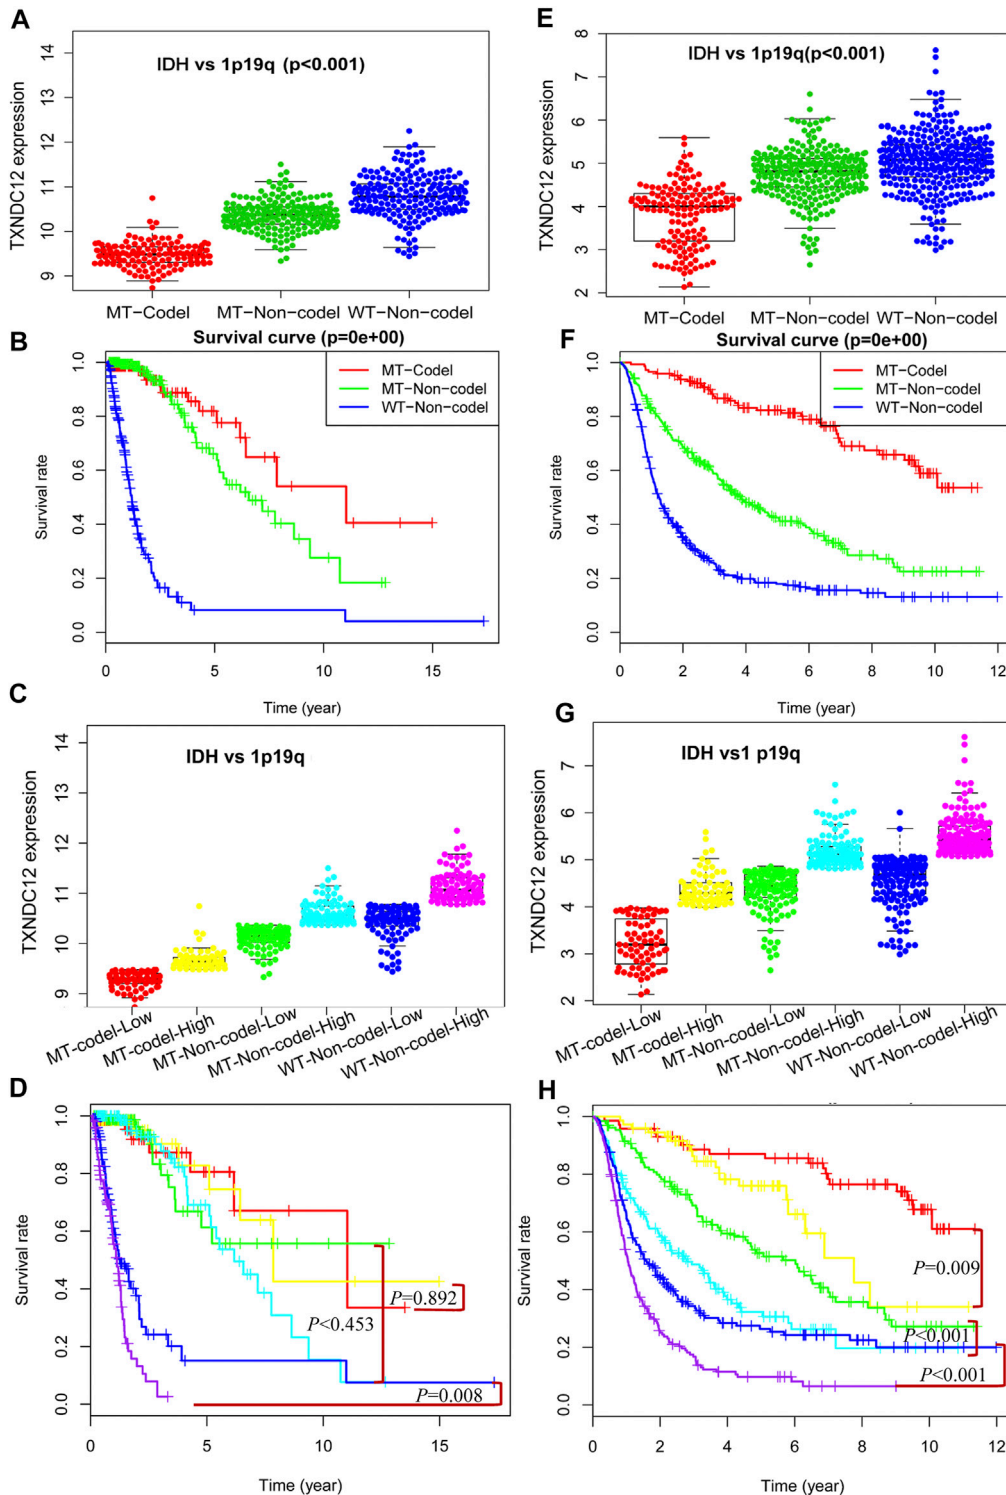 A
TXNDC12 expression
14
13
12
11
10
9
IDH vs 1p19q (p<0.001)
MT-Codel
MT-Non-codel
WT-Non-codel
E
TXNDC12 expression
8
7
6
5
4
3
2
IDH vs 1p19q(p<0.001)
MT-Codel
MT-Non-codel
WT-Non-codel
B
Survival curve (p=0e+00)
MT-Codel
MT-Non-codel
WT-Non-codel
Survival rate
1.0
0.8
0.6
0.4
0.2
0.0
0
5
10
15
Time (year)
F
Survival curve (p=0e+00)
MT-Codel
MT-Non-codel
WT-Non-codel
Survival rate
1.0
0.8
0.6
0.4
0.2
0.0
0
2
4
6
8
10
12
Time (year)
C
TXNDC12 expression
14
13
12
11
10
9
IDH vs 1p19q
MT-codel-Low
MT-codel-High
MT-Non-codel-Low
MT-Non-codel-High
WT-Non-codel-Low
WT-Non-codel-High
G
TXNDC12 expression
7
6
5
4
3
2
IDH vs1 p19q
MT-codel-Low
MT-codel-High
MT-Non-codel-Low
MT-Non-codel-High
WT-Non-codel-Low
WT-Non-codel-High
D
Survival rate
1.0
0.8
0.6
0.4
0.2
0.0
P=0.892
P<0.453
P=0.008
0
5
10
15
Time (year)
H
Survival rate
1.0
0.8
0.6
0.4
0.2
0.0
P=0.009
P<0.001
P<0.001
0
2
4
6
8
10
12
Time (year)